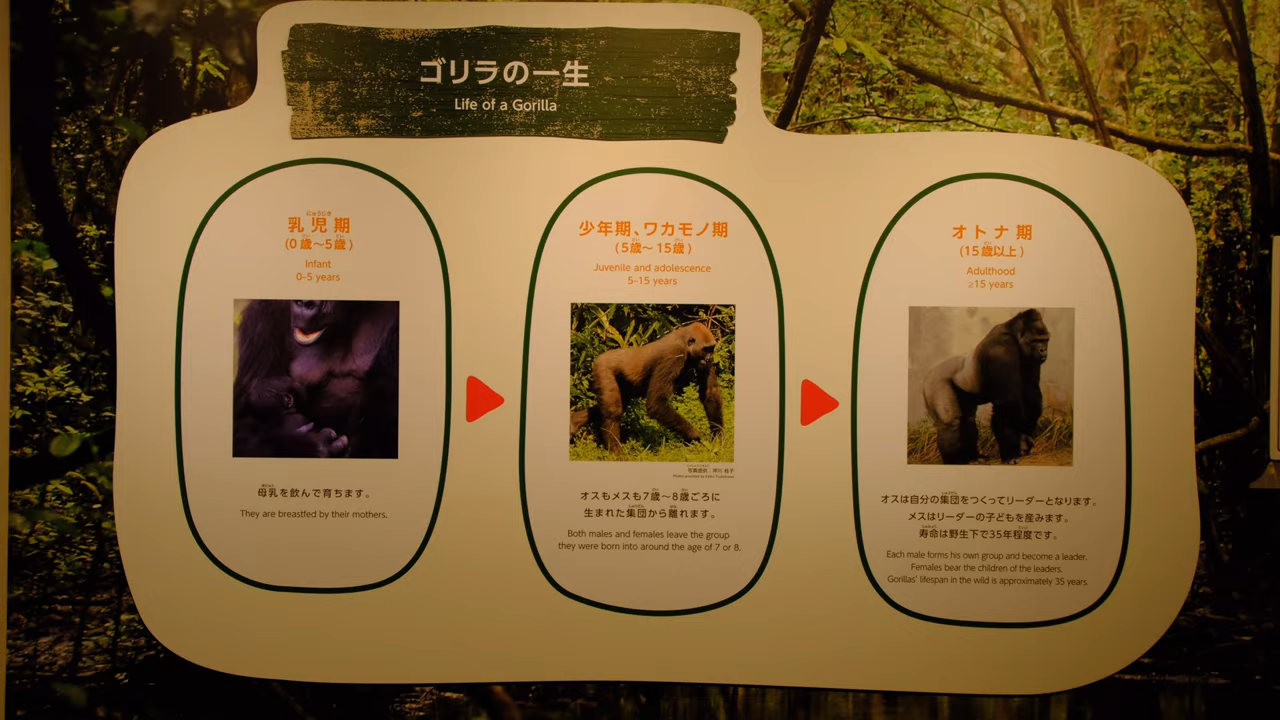 ゴリラの一生
Life of a Gorilla
乳児期
(0歳～5歳)
Infant
0-5 years
母乳を飲んで育ちます。
They are breastfed by their mothers.
少年期、ワカモノ期
(5歳～15歳)
Juvenile and adolescence
5-15 years
オスもメスも7歳～8歳ごろに
生まれた集団から離れます。
Both males and females leave the group
they were born into around the age of 7 or 8.
オトナ期
(15歳以上)
Adulthood
≥15 years
オスは自分の集団をつくってリーダーとなります。
メスはリーダーの子どもを産みます。
寿命は野生下で35年程度です。
Each male forms his own group and become a leader.
Females bear the children of the leaders.
Gorillas' lifespan in the wild is approximately 35 years.